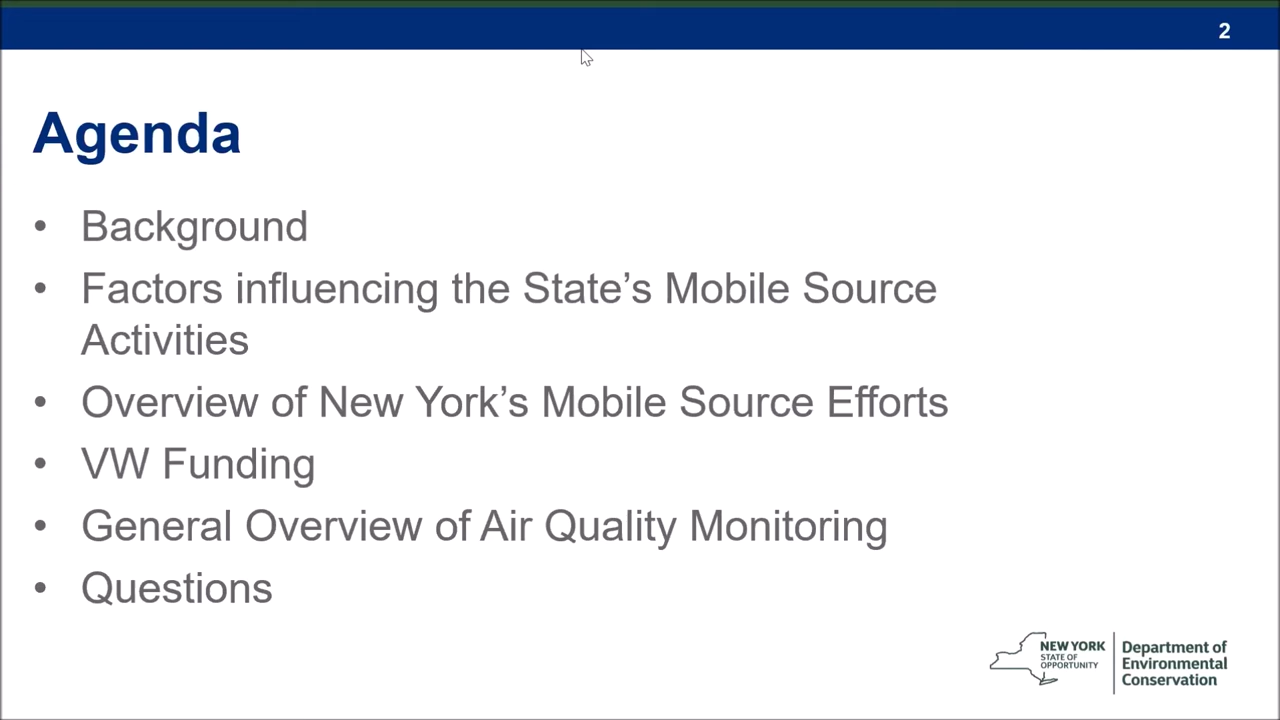 2
Agenda
• Background
• Factors influencing the State’s Mobile Source
Activities
• Overview of New York’s Mobile Source Efforts
• VW Funding
• General Overview of Air Quality Monitoring
• Questions
NEW YORK
STATE OF
OPPORTUNITY
Department of
Environmental
Conservation